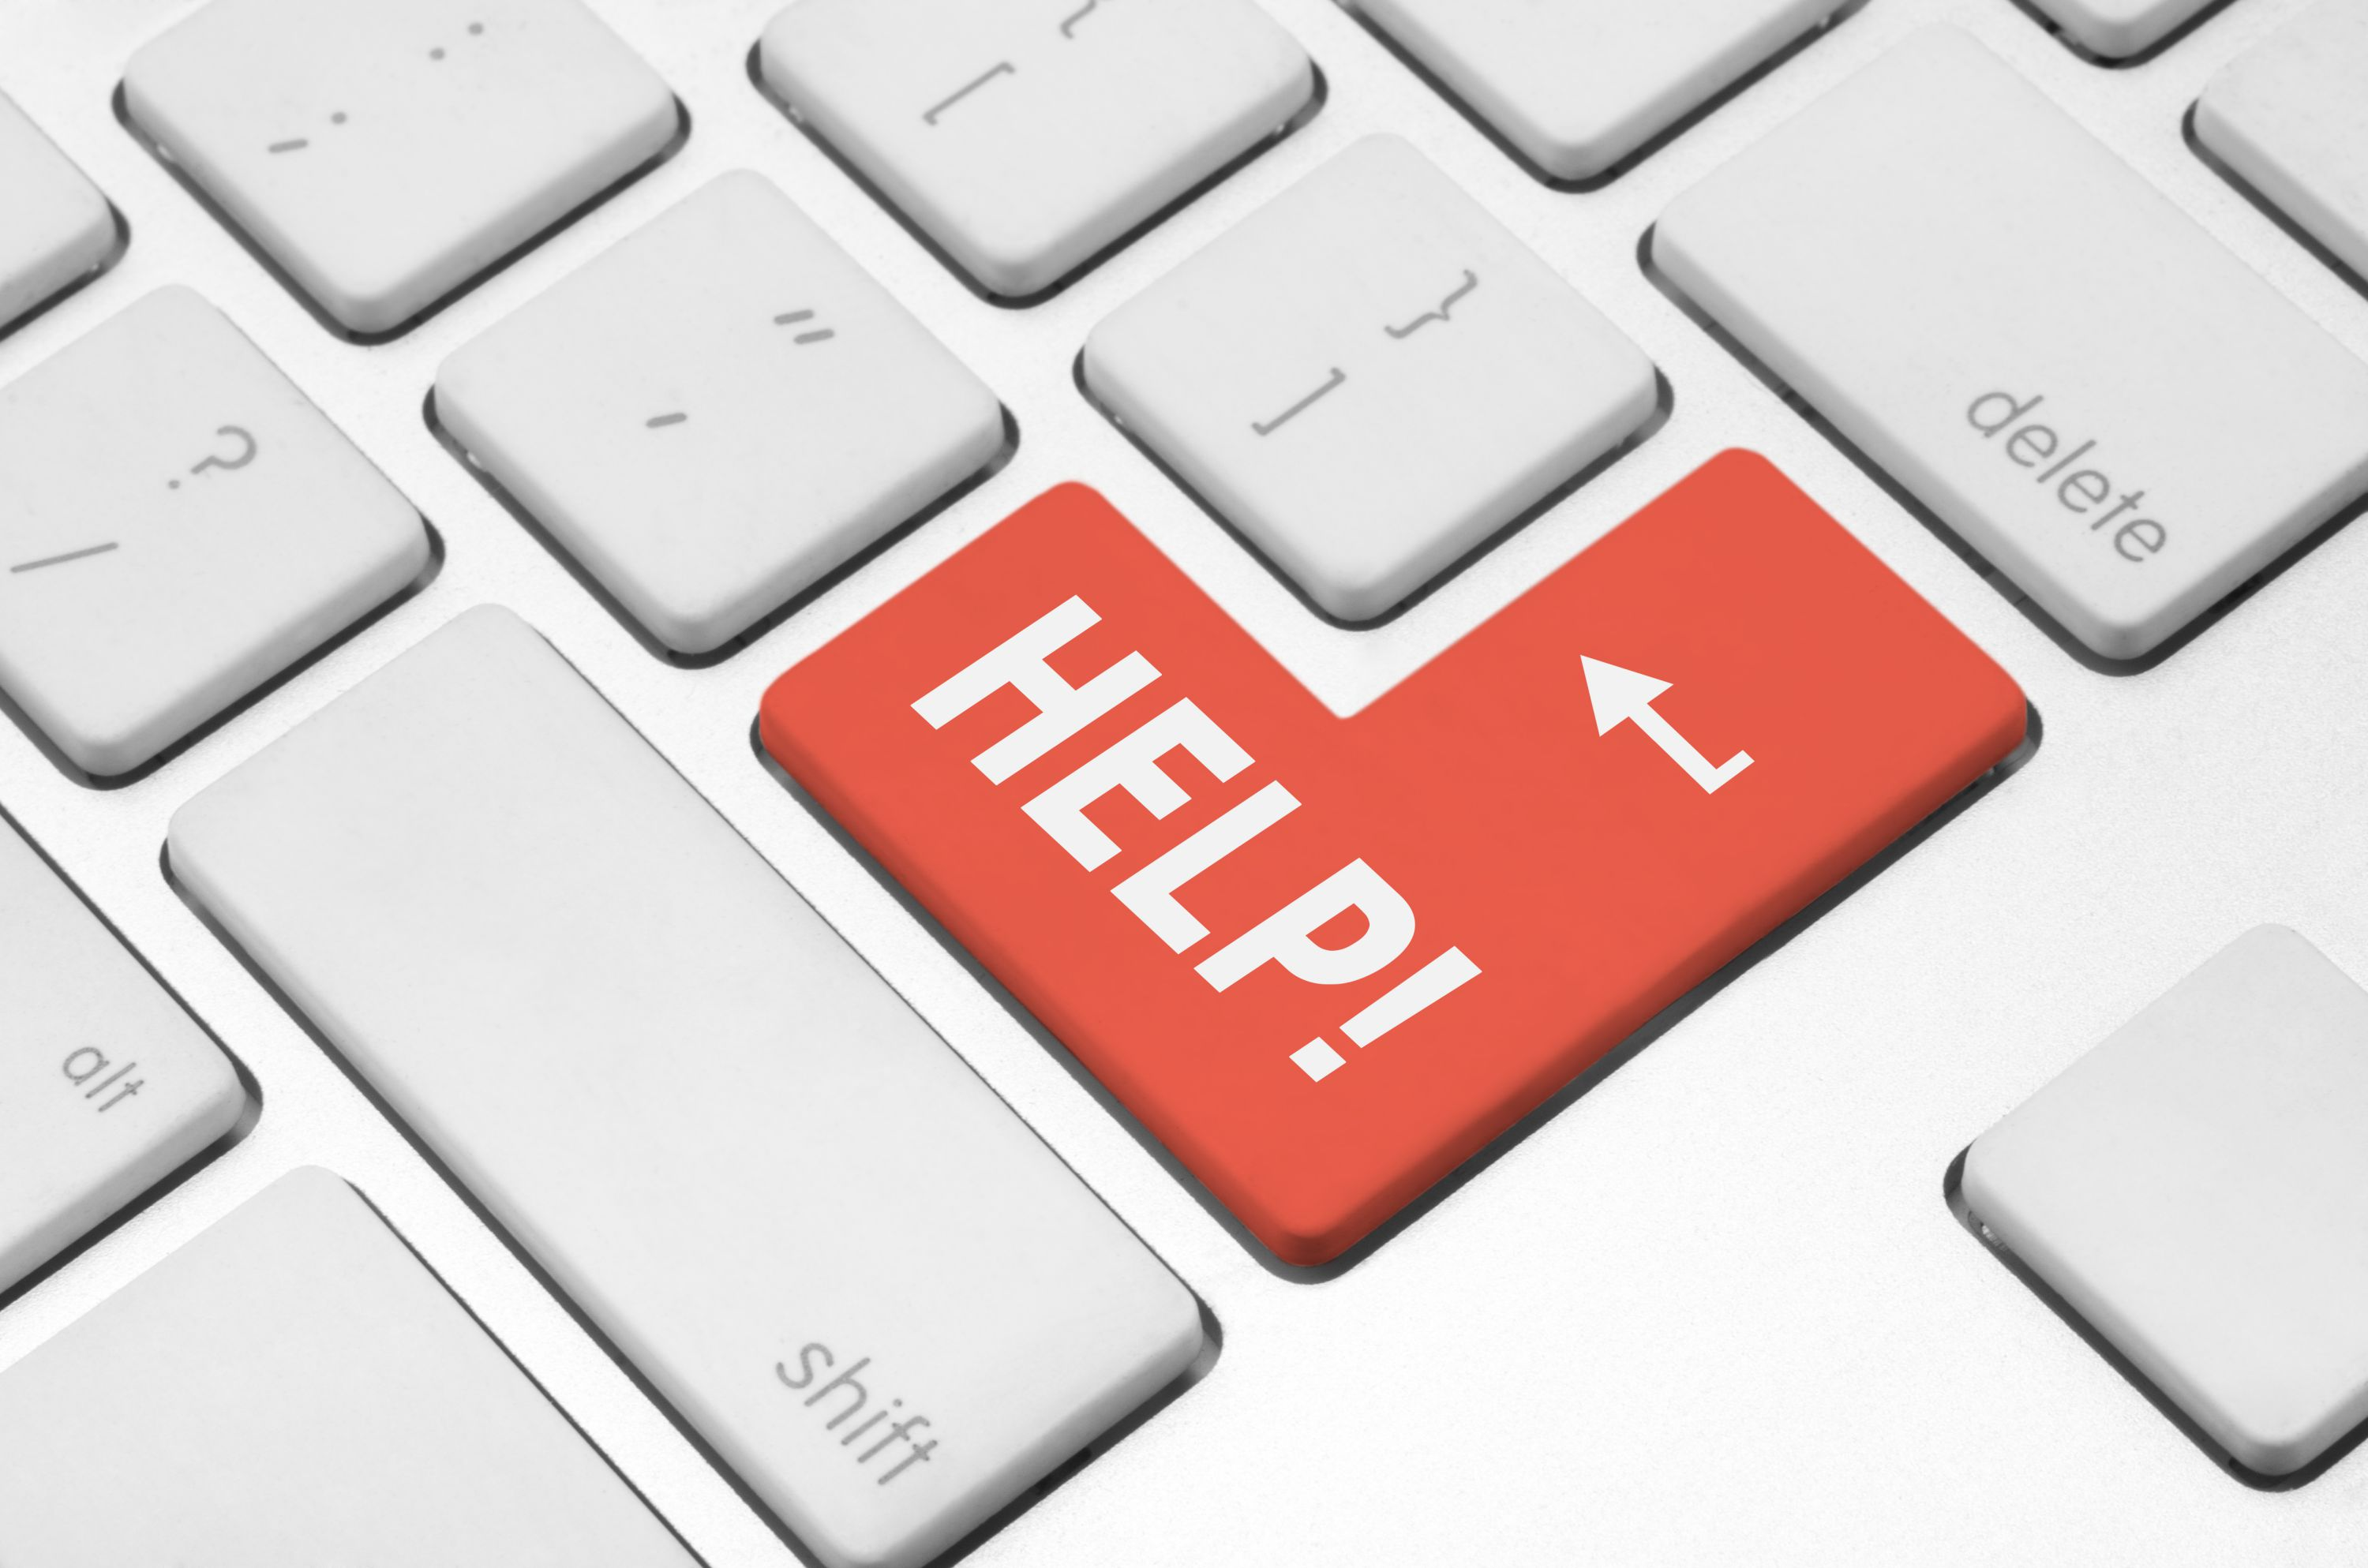 :
;
{
[
"
'
}
]
delete
?
/
HELP!
alt
shift